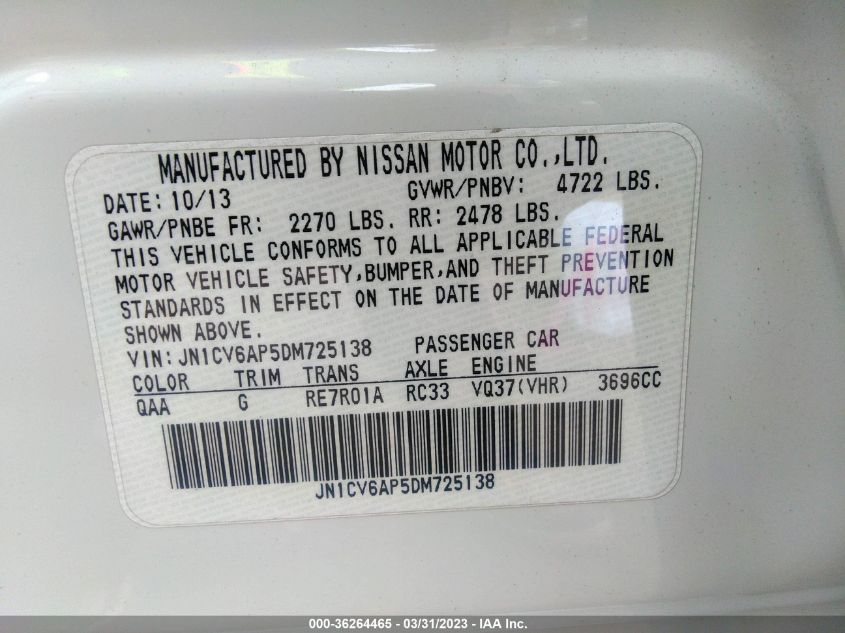 MANUFACTURED BY NISSAN MOTOR CO.,LTD.
DATE: 10/13 GVWR/PNBV: 4722 LBS.
GAWR/PNBE FR: 2270 LBS. RR: 2478 LBS.
THIS VEHICLE CONFORMS TO ALL APPLICABLE FEDERAL
MOTOR VEHICLE SAFETY,BUMPER,AND THEFT PREVENTION
STANDARDS IN EFFECT ON THE DATE OF MANUFACTURE
SHOWN ABOVE.
VIN: JN1CV6AP5DM725138 PASSENGER CAR
COLOR TRIM TRANS AXLE ENGINE
QAA G RE7R01A RC33 VQ37(VHR) 3696CC
JN1CV6AP5DM725138
000-36264465 - 03/31/2023 - IAA Inc.